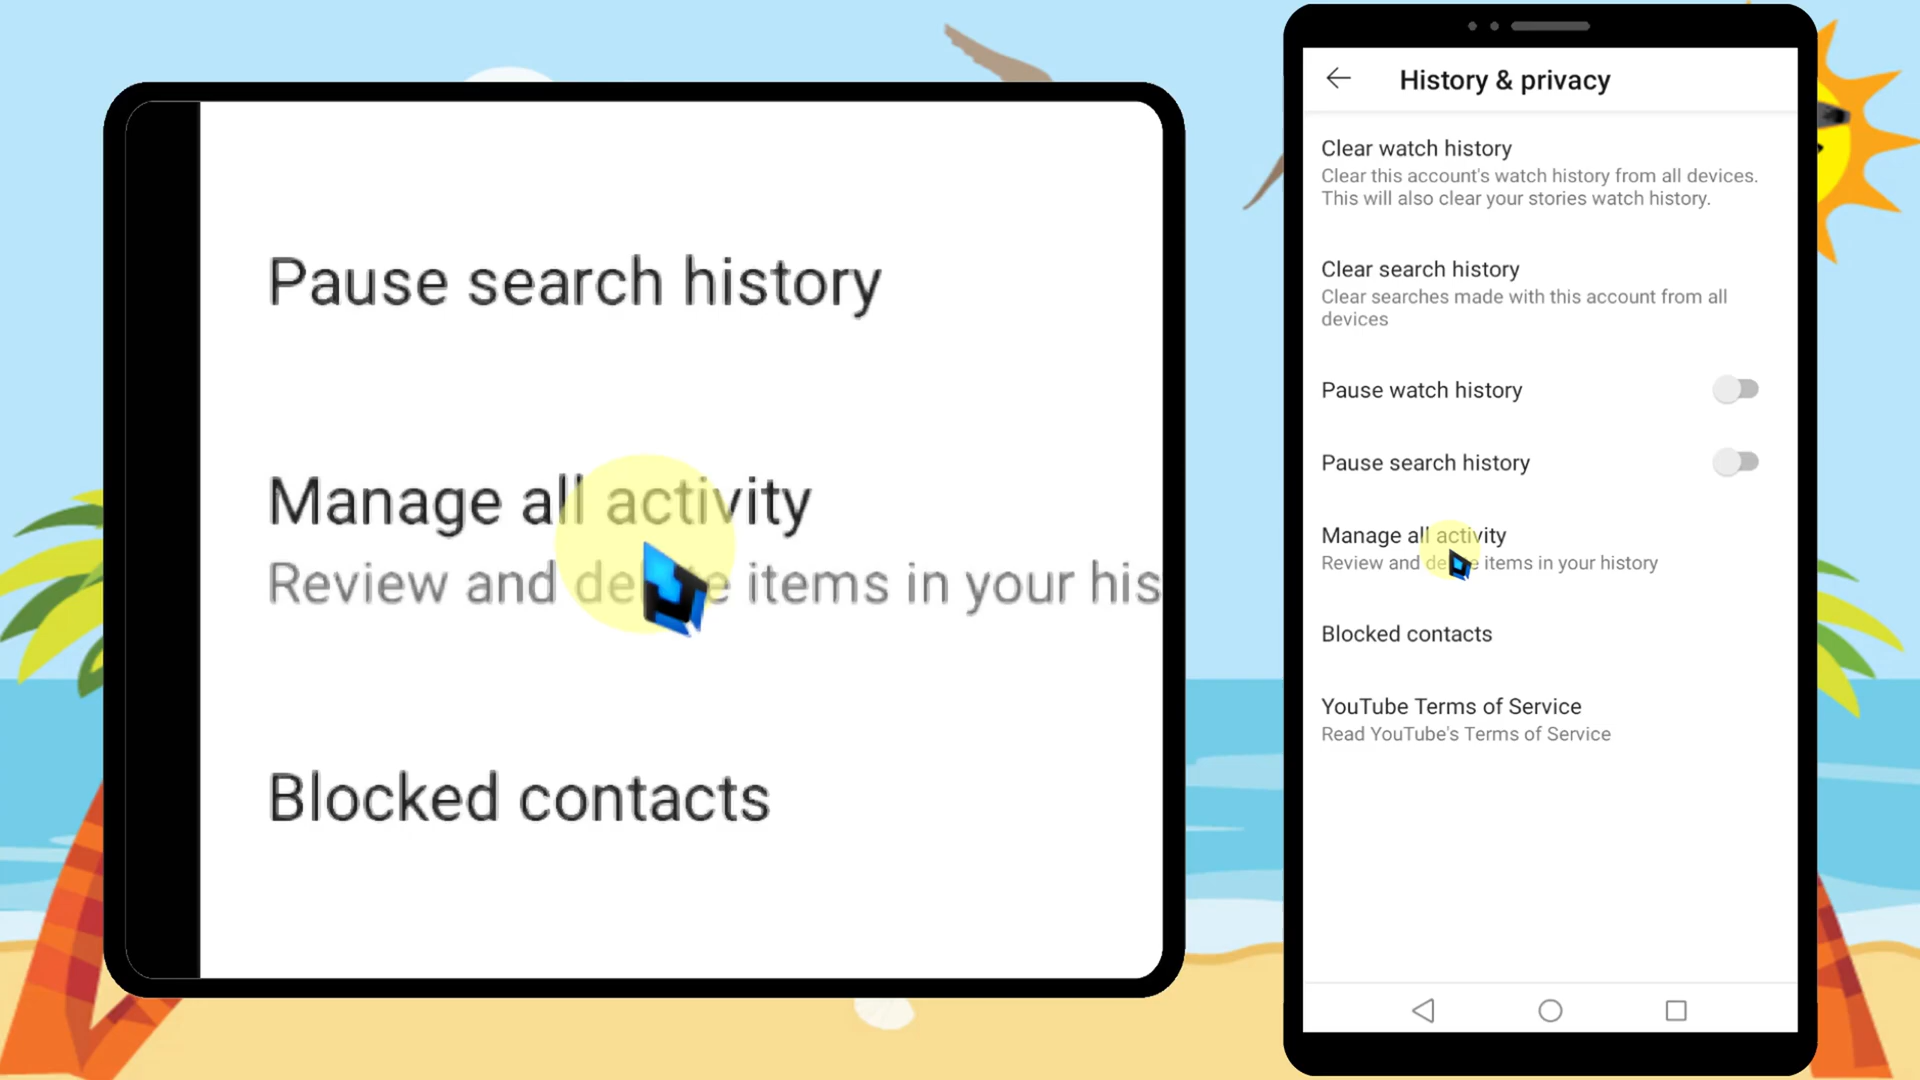 Pause search history
Manage all activity
Review and delete items in your his
Blocked contacts
History & privacy
Clear watch history
Clear this account's watch history from all devices.
This will also clear your stories watch history.
Clear search history
Clear searches made with this account from all
devices
Pause watch history
Pause search history
Manage all activity
Review and delete items in your history
Blocked contacts
YouTube Terms of Service
Read YouTube's Terms of Service